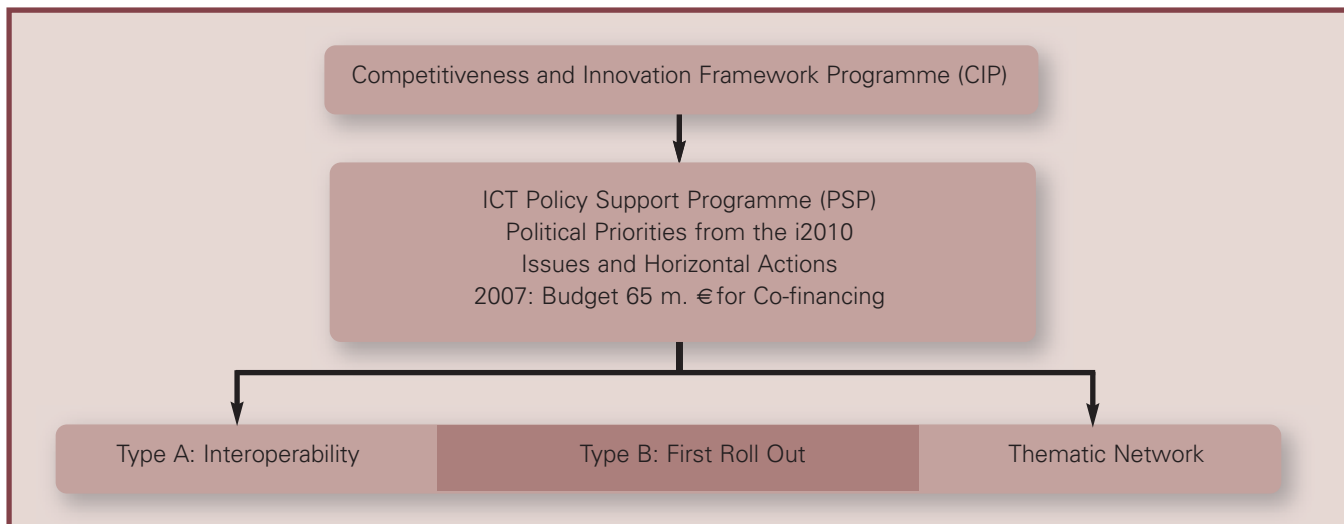 Competitiveness and Innovation Framework Programme (CIP)
ICT Policy Support Programme (PSP)
Political Priorities from the i2010
Issues and Horizontal Actions
2007: Budget 65 m. € for Co-financing
Type A: Interoperability
Type B: First Roll Out
Thematic Network